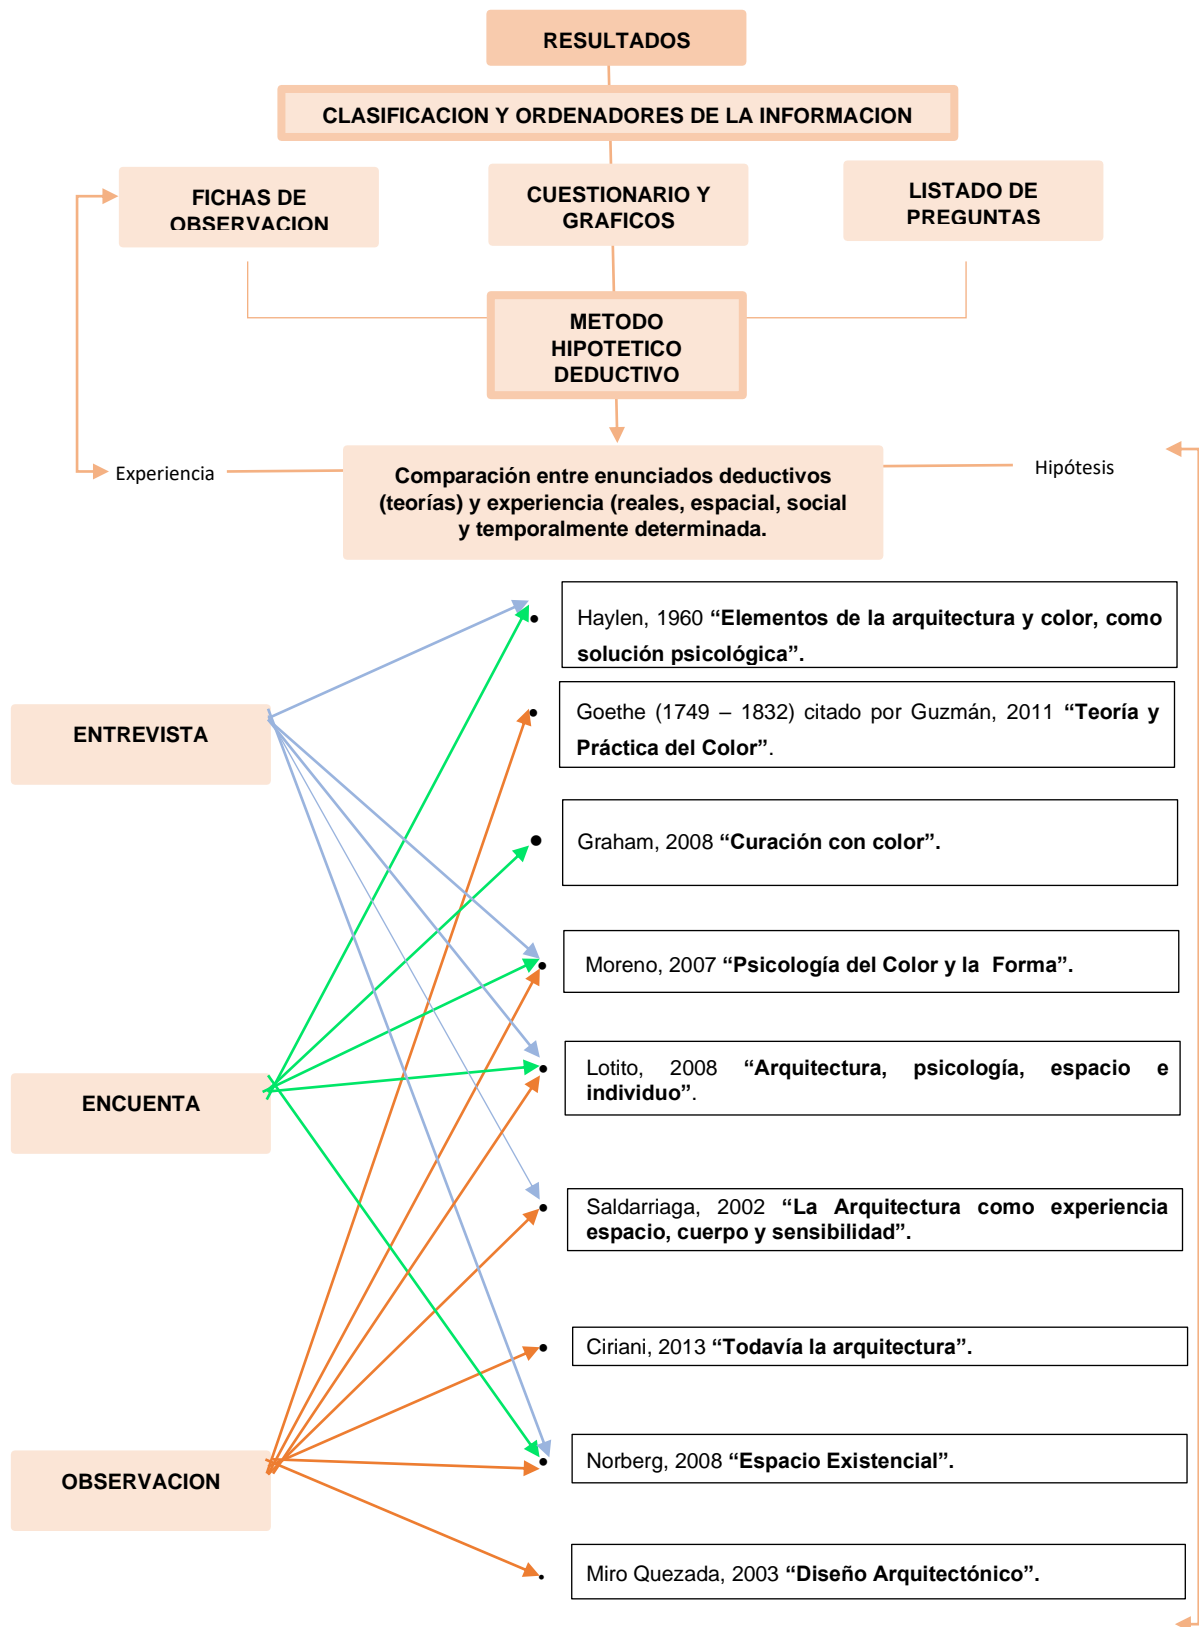 RESULTADOS
CLASIFICACION Y ORDENADORES DE LA INFORMACION
FICHAS DE
OBSERVACION
CUESTIONARIO Y
GRAFICOS
LISTADO DE
PREGUNTAS
METODO
HIPOTETICO
DEDUCTIVO
Experiencia
Comparación entre enunciados deductivos
(teorías) y experiencia (reales, espacial, social
y temporalmente determinada.
Hipótesis
Haylen, 1960 “Elementos de la arquitectura y color, como
solución psicológica”.
ENTREVISTA
Goethe (1749 – 1832) citado por Guzmán, 2011 “Teoría y
Práctica del Color”.
Graham, 2008 “Curación con color”.
Moreno, 2007 “Psicología del Color y la Forma”.
ENCUENTA
Lotito, 2008 “Arquitectura, psicología, espacio e
individuo”.
Saldarriaga, 2002 “La Arquitectura como experiencia
espacio, cuerpo y sensibilidad”.
Ciriani, 2013 “Todavía la arquitectura”.
OBSERVACION
Norberg, 2008 “Espacio Existencial”.
Miro Quezada, 2003 “Diseño Arquitectónico”.